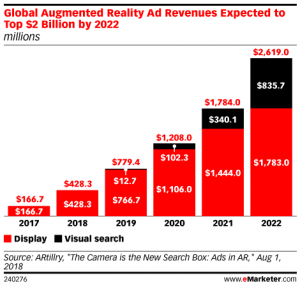 Global Augmented Reality Ad Revenues Expected to
Top $2 Billion by 2022
millions
$2,619.0
$835.7
$1,784.0
$340.1
$1,208.0
$779.4
$102.3
$1,783.0
$428.3
$12.7
$1,444.0
$166.7
$1,106.0
$428.3
$766.7
$166.7
2017 2018 2019 2020 2021 2022
Display Visual search
Source: ARtillry, "The Camera is the New Search Box: Ads in AR," Aug 1,
2018
240276 www.eMarketer.com